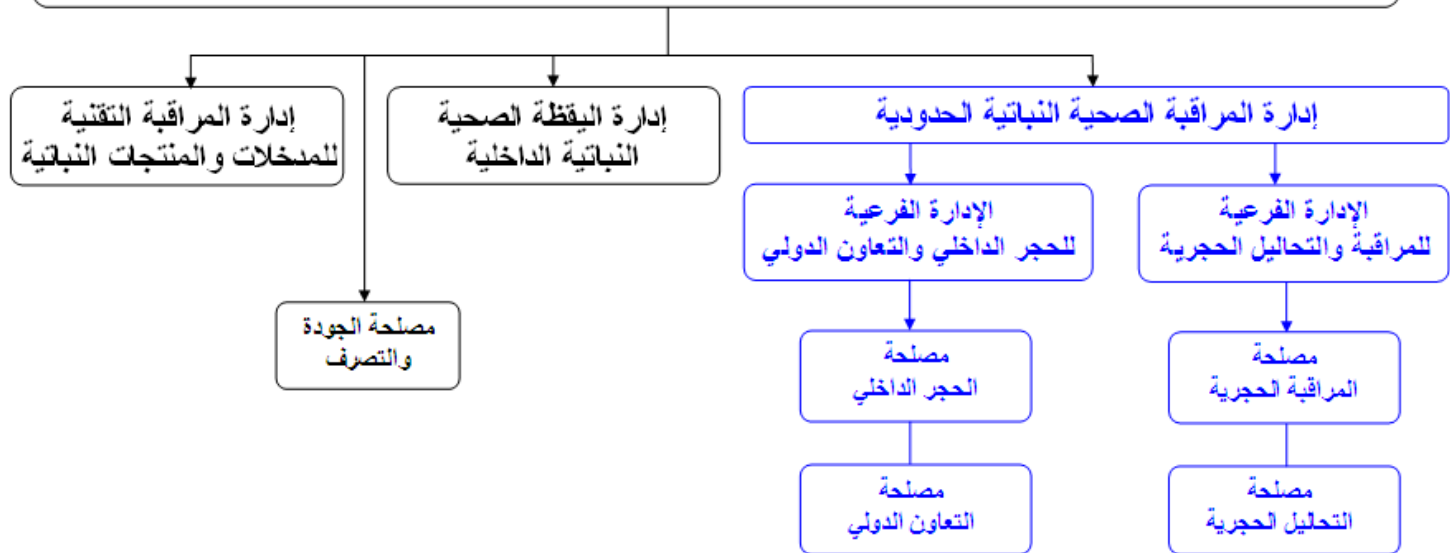 إدارة المراقبة الصحية النباتية الحدودية
إدارة اليقظة الصحية
النباتية الداخلية
إدارة المراقبة التقنية
للمدخلات والمنتجات النباتية
الإدارة الفرعية
للمراقبة والتحاليل الحجرية
الإدارة الفرعية
للحجر الداخلي والتعاون الدولي
مصلحة الجودة
والتصرف
مصلحة
المراقبة الحجرية
مصلحة
الحجر الداخلي
مصلحة
التحاليل الحجرية
مصلحة
التعاون الدولي